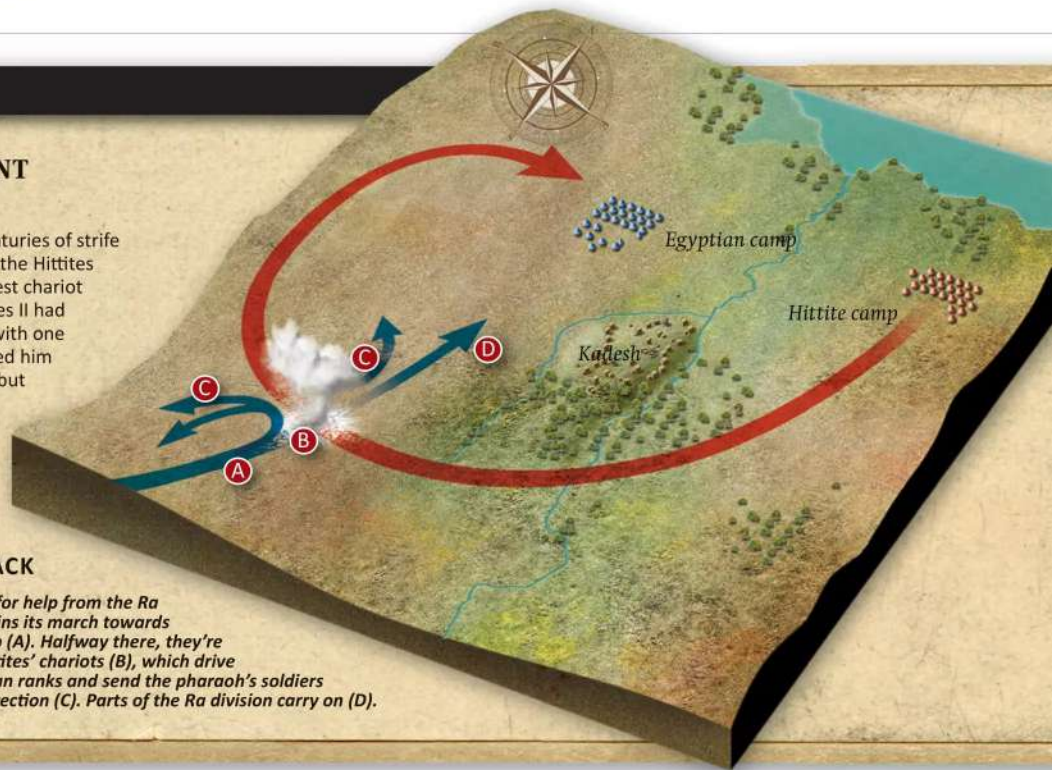 NT
turies of strife
the Hittites
est chariot
es II had
with one
ed him
but
Egyptian camp
Hittite camp
Kadesh
C
D
C
B
A
ACK
for help from the Ra
ins its march towards
(A). Halfway there, they're
tites' chariots (B), which drive
an ranks and send the pharaoh's soldiers
rection (C). Parts of the Ra division carry on (D).